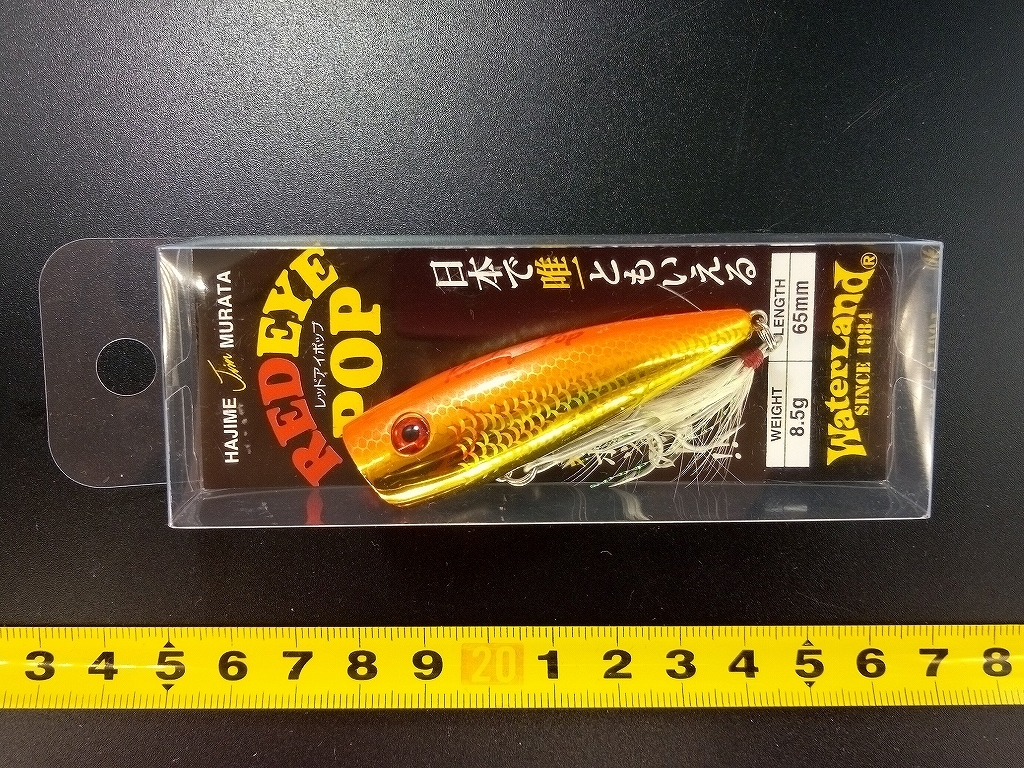 HAJIME Jim MURATA
RED EYE
POP
レッドアイポップ
日本で唯一ともいえる
LENGTH
65mm
WEIGHT
8.5g
WaterLand®
SINCE 1984
3 4 5 6 7 8 9 20 1 2 3 4 5 6 7 8